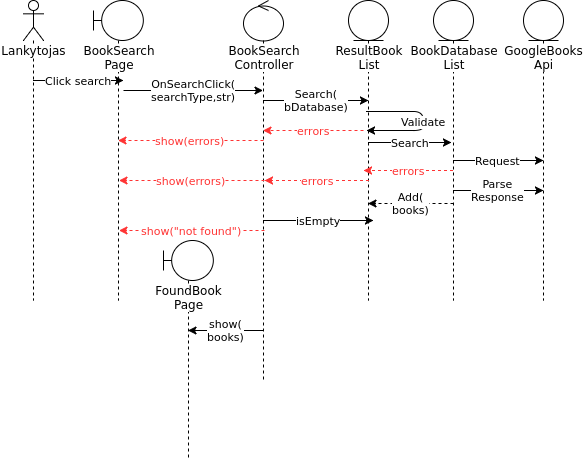 Lankytojas
BookSearch
Page
BookSearch
Controller
ResultBook
List
BookDatabase
List
GoogleBooks
Api
Click search
OnSearchClick(
searchType,str)
Search(
bDatabase)
Validate
errors
show(errors)
Search
Request
errors
show(errors)
errors
Parse
Response
Add(
books)
isEmpty
show("not found")
FoundBook
Page
show(
books)